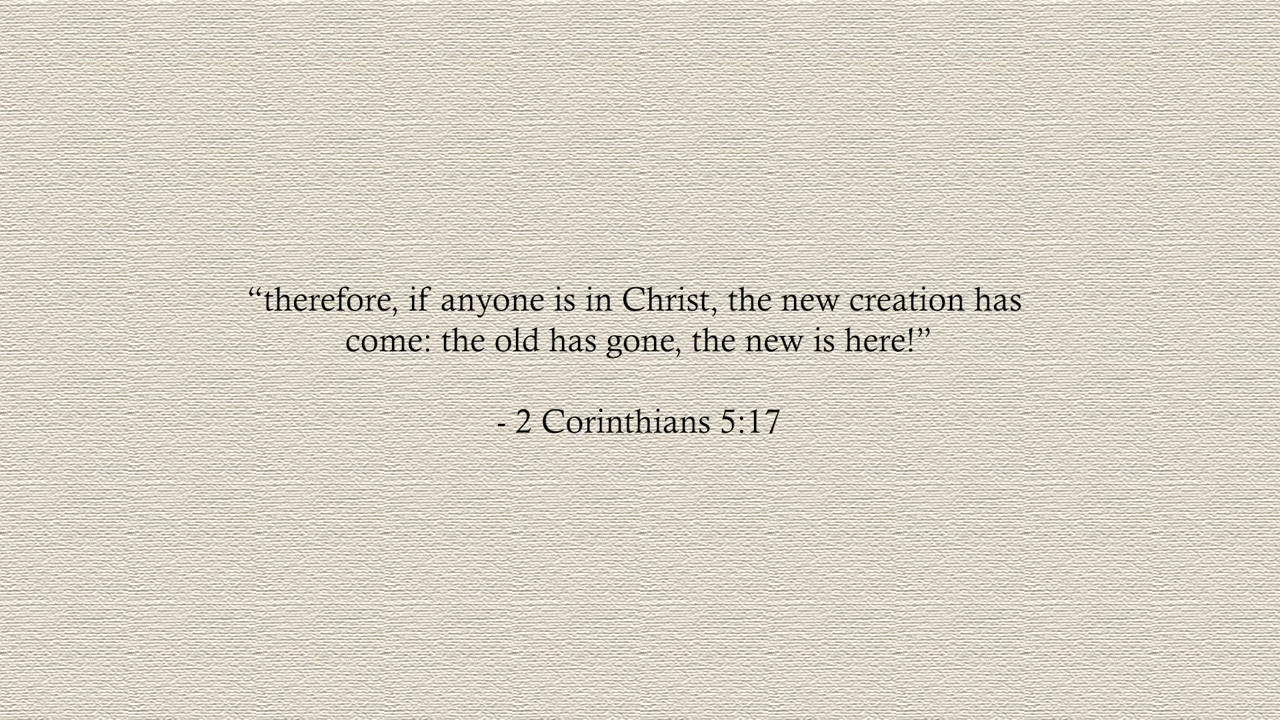 “therefore, if anyone is in Christ, the new creation has
come: the old has gone, the new is here!”
- 2 Corinthians 5:17